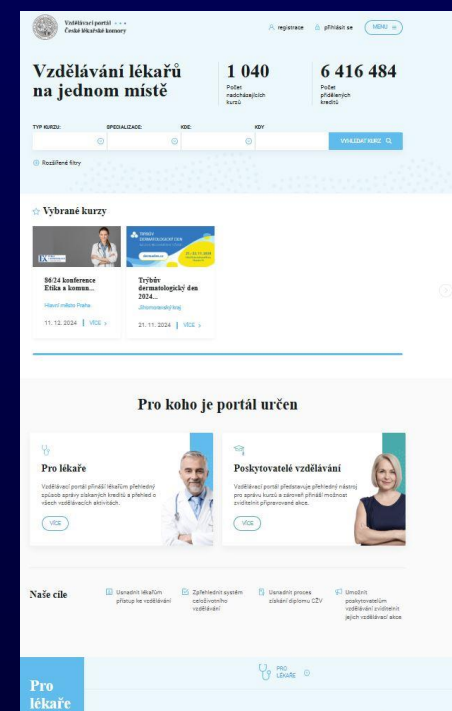 Vzdělávací portál
České lékařské komory
registrace
přihlásit se
MENU
Vzdělávání lékařů
na jednom místě
1 040
Počet
nadcházejících
kurzů
6 416 484
Počet
přidělených
kreditů
TYP KURZU:
SPECIALIZACE:
KDE:
KDY
VYHLEDAT KURZ
Rozšířené filtry
Vybrané kurzy
86/24 konference
Etika a komun...
Hlavní město Praha
11. 12. 2024 | VÍCE >
TRÝBŮV
DERMATOLOGICKÝ DEN
Trýbův
dermatologický den
2024...
Jihomoravský kraj
21. 11. 2024 | VÍCE >
Pro koho je portál určen
Pro lékaře
Vzdělávací portál přináší lékařům přehledný
způsob správy získaných kreditů a přehled o
všech vzdělávacích aktivitách.
VÍCE
Poskytovatelé vzdělávání
Vzdělávací portál představuje přehledný nástroj
pro správu kurzů a zároveň přináší možnost
zviditelnit připravované akce.
VÍCE
Naše cíle
Usnadnit lékařům
přístup ke vzdělávání
Zpřehlednit systém
celoživotního
vzdělávání
Usnadnit proces
získání diplomu CŽV
Umožnit
poskytovatelům
vzdělávání zviditelnit
jejich vzdělávací akce
Pro
lékaře
PRO
LÉKAŘE